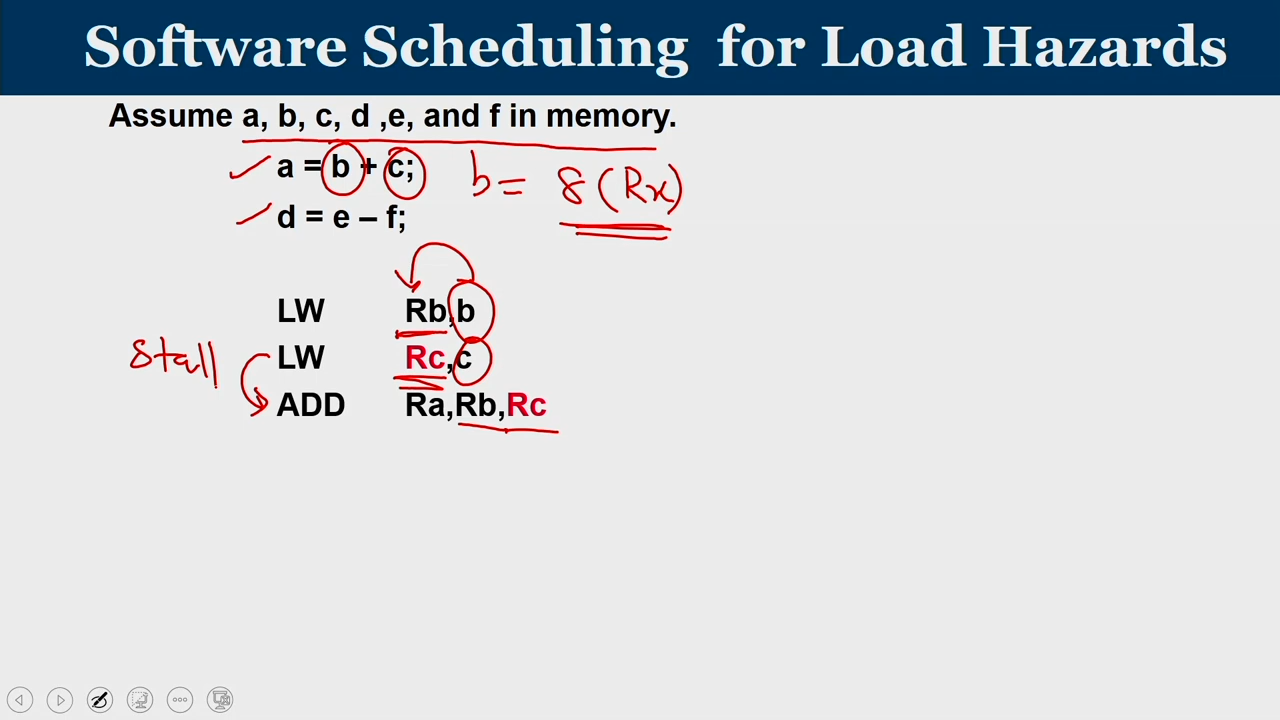 Software Scheduling for Load Hazards
Assume a, b, c, d ,e, and f in memory.
a = b + c;
b = 8(Rx)
d = e – f;
LW Rb,b
Stall
LW Rc,c
ADD Ra,Rb,Rc